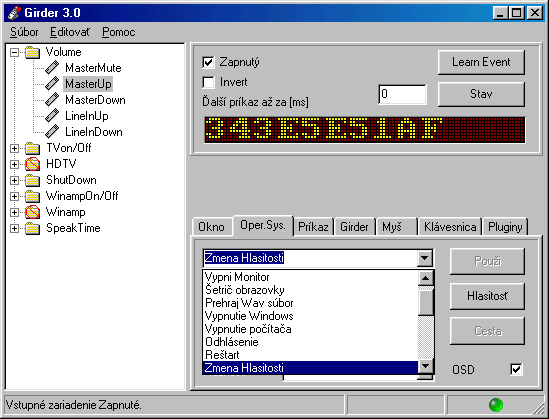 Girder 3.0
Súbor Editovať Pomoc
Volume
MasterMute
MasterUp
MasterDown
LineInUp
LineInDown
TVon/Off
HDTV
ShutDown
WinampOn/Off
Winamp
SpeakTime
Zapnutý
Learn Event
Invert
Ďalší príkaz až za [ms]
0
Stav
343E5E51AF
Okno Oper.Sys. Príkaz Girder Myš Klávesnica Pluginy
Zmena Hlasitosti
Použi
Vypni Monitor
Šetrič obrazovky
Prehraj Wav súbor
Vypnutie Windows
Vypnutie počítača
Odhlásenie
Reštart
Zmena Hlasitosti
Hlasitosť
Cesta
OSD
Vstupné zariadenie Zapnuté.